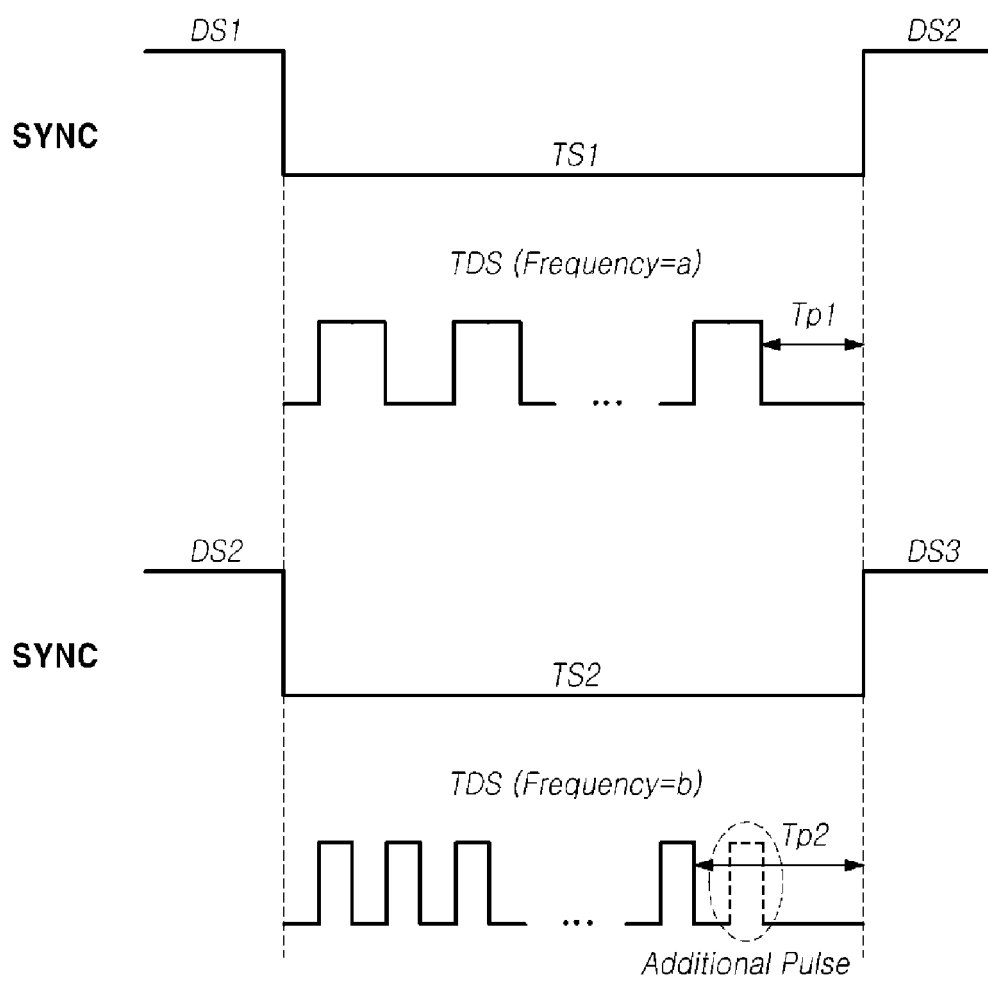 DS1
DS2
SYNC
TS1
TDS (Frequency=a)
Tp1
...
DS2
DS3
SYNC
TS2
TDS (Frequency=b)
Tp2
...
Additional Pulse